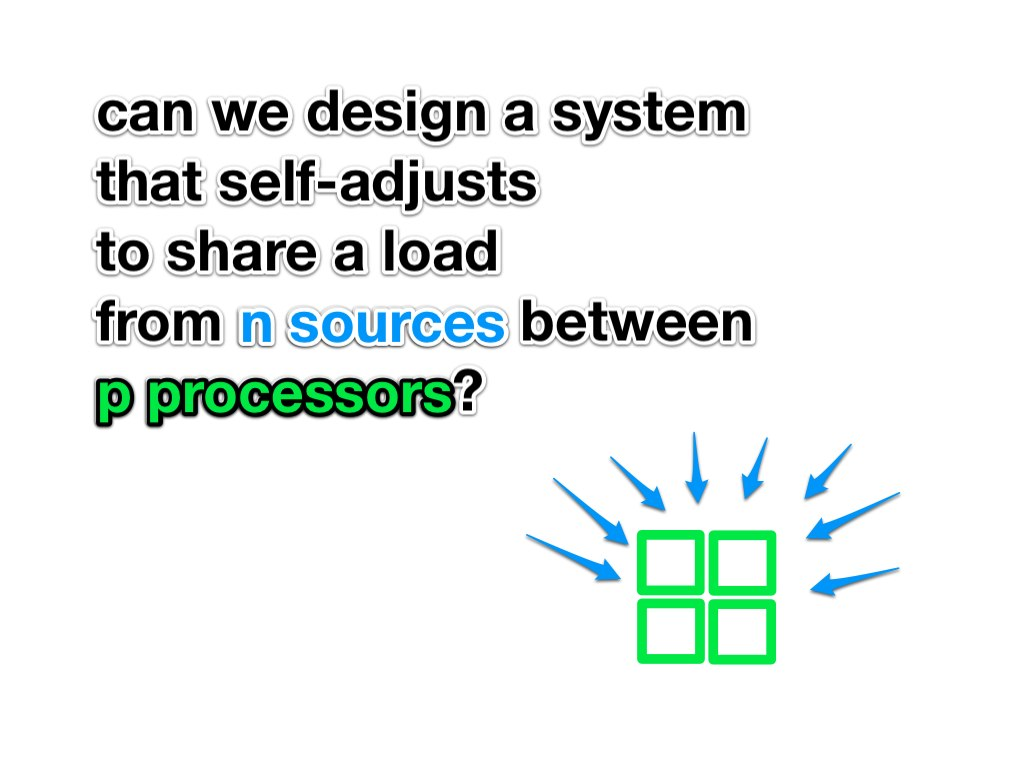 can we design a system
that self-adjusts
to share a load
from n sources between
p processors?